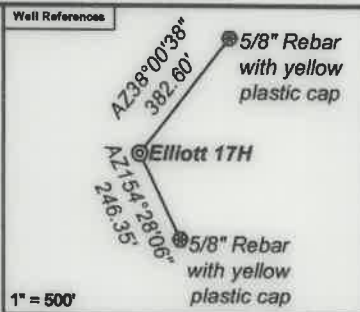 Well References
AZ38°00'38"
382.60'
5/8" Rebar
with yellow
plastic cap
Elliott 17H
AZ154°28'06"
246.35'
5/8" Rebar
with yellow
plastic cap
1" = 500'